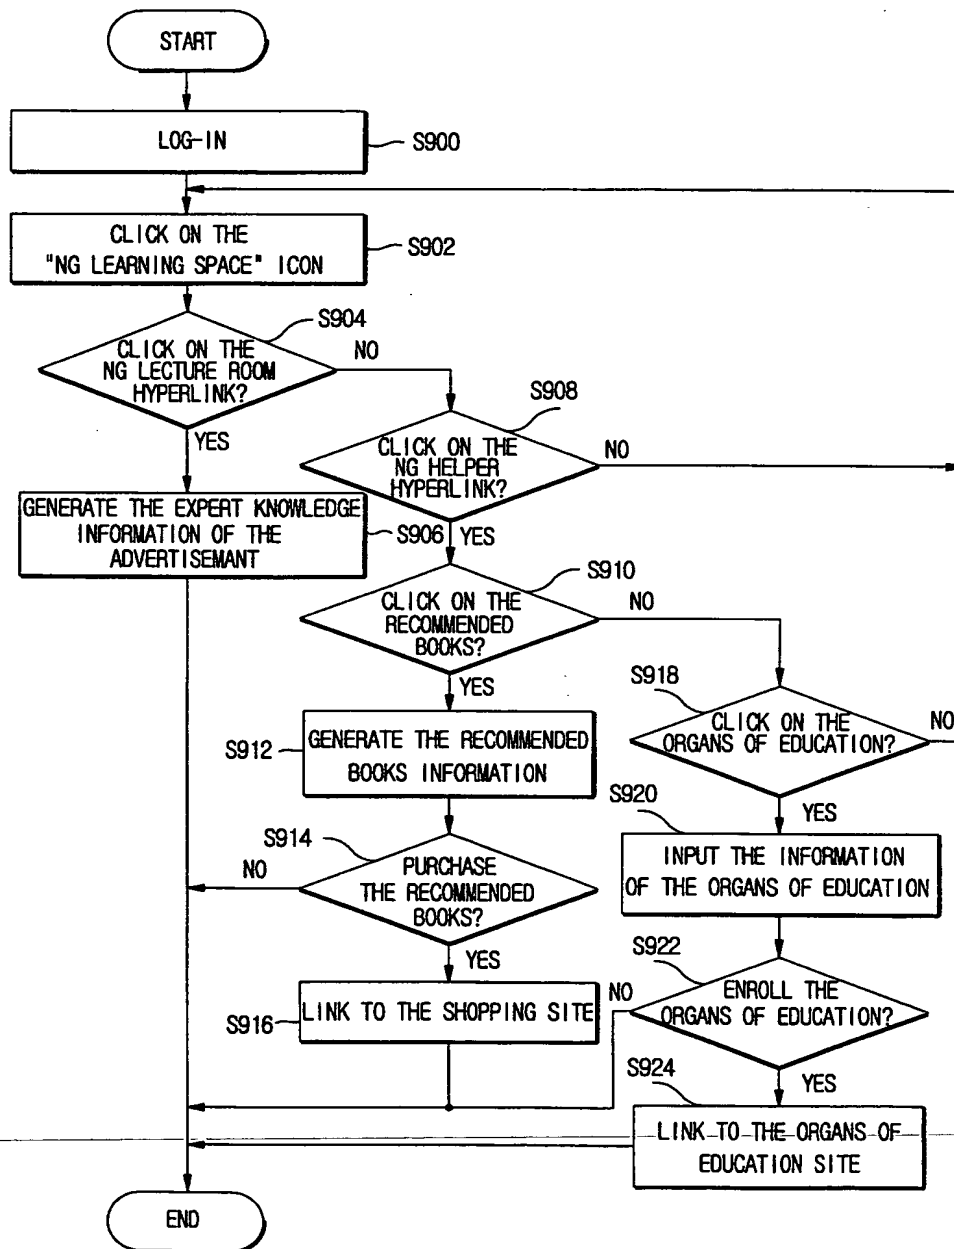 START
LOG-IN
S900
CLICK ON THE
"NG LEARNING SPACE" ICON
S902
S904
CLICK ON THE
NG LECTURE ROOM
HYPERLINK?
NO
YES
S908
CLICK ON THE
NG HELPER
HYPERLINK?
NO
YES
GENERATE THE EXPERT KNOWLEDGE
INFORMATION OF THE
ADVERTISEMANT
S906
S910
CLICK ON THE
RECOMMENDED
BOOKS?
NO
YES
S912
GENERATE THE RECOMMENDED
BOOKS INFORMATION
S918
CLICK ON THE
ORGANS OF EDUCATION?
NO
YES
S914
PURCHASE
THE RECOMMENDED
BOOKS?
NO
YES
S920
INPUT THE INFORMATION
OF THE ORGANS OF EDUCATION
S916
LINK TO THE SHOPPING SITE
S922
ENROLL THE
ORGANS OF EDUCATION?
NO
YES
S924
LINK TO THE ORGANS OF
EDUCATION SITE
END